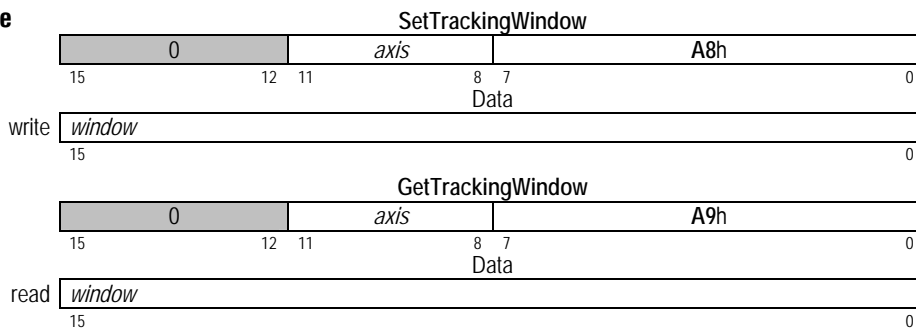 e
SetTrackingWindow
0 axis A8h
15 12 11 8 7 0
Data
write window
15 0
GetTrackingWindow
0 axis A9h
15 12 11 8 7 0
Data
read window
15 0